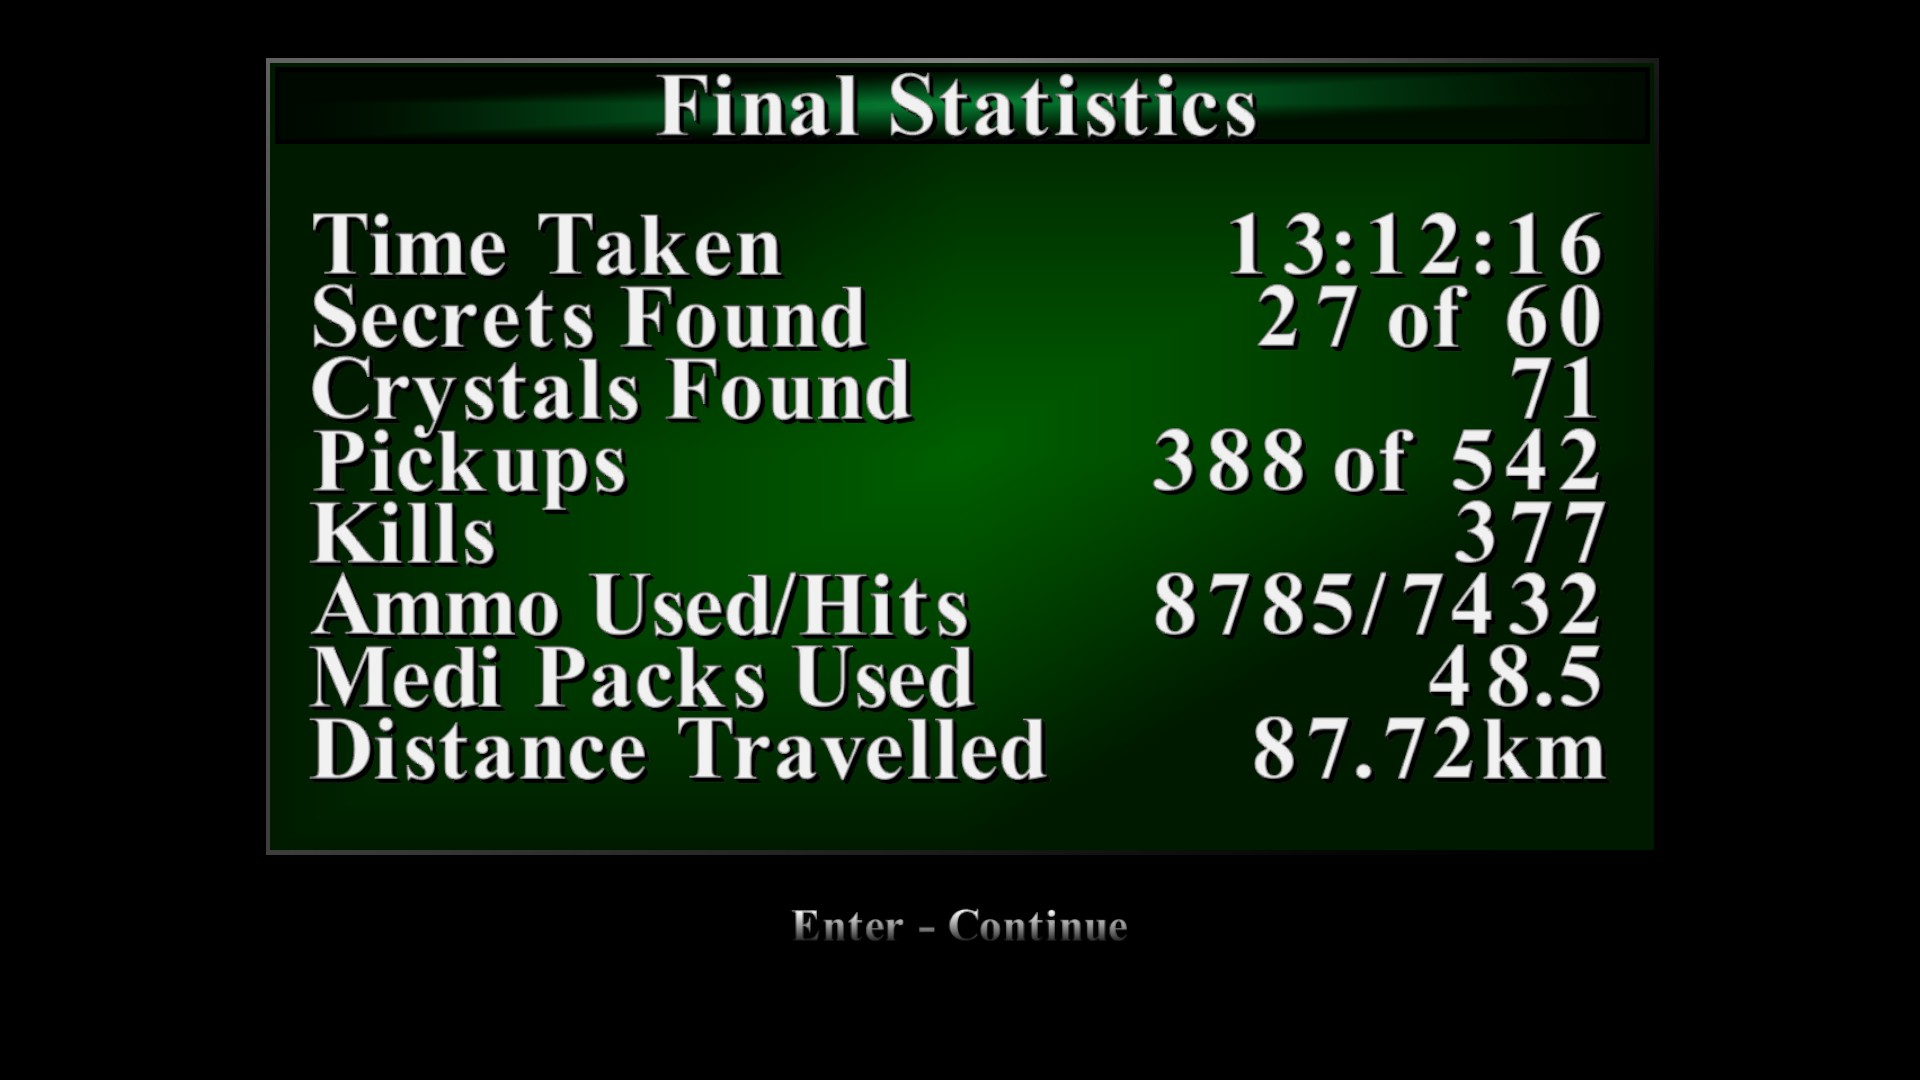 Final Statistics
Time Taken 13:12:16
Secrets Found 27 of 60
Crystals Found 71
Pickups 388 of 542
Kills 377
Ammo Used/Hits 8785/7432
Medi Packs Used 48.5
Distance Travelled 87.72km
Enter - Continue